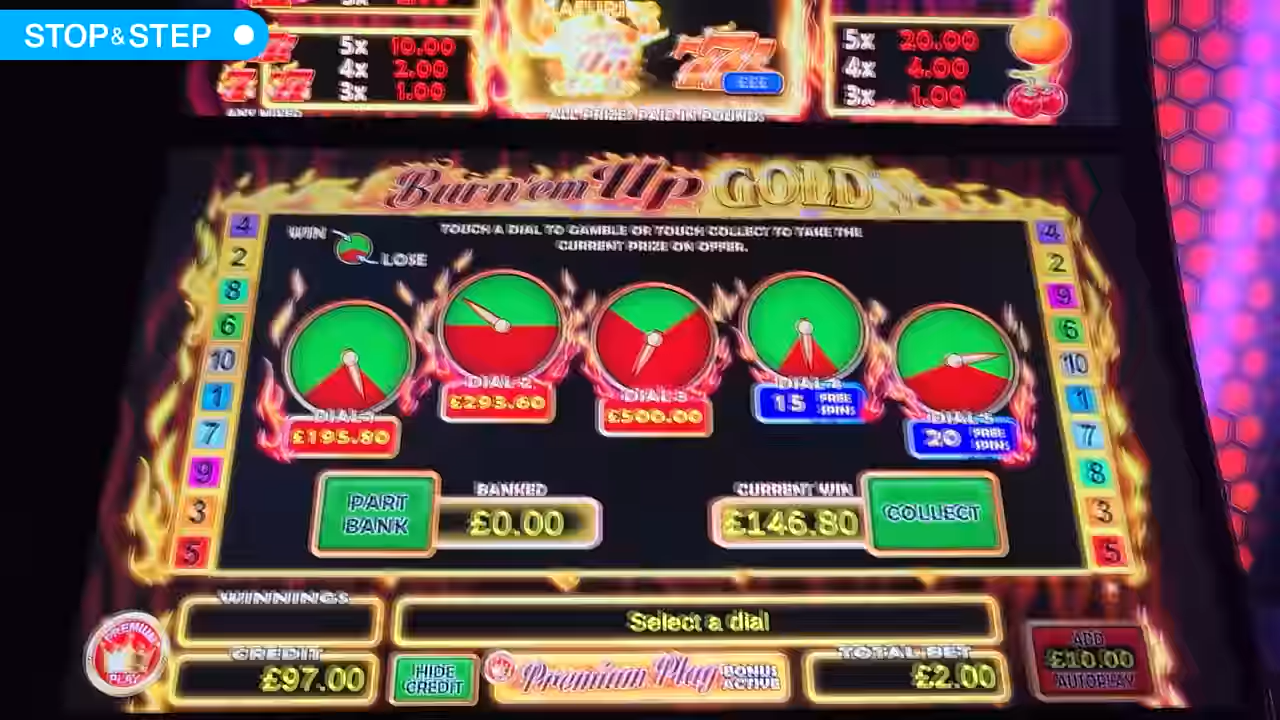 STOP&STEP
5x 10.00
4x 2.00
3x 1.00
ANY MIXED
£££
ALL PRIZES PAID IN POUNDS
5x 20.00
4x 4.00
3x 1.00
Burn'em Up GOLD
TOUCH A DIAL TO GAMBLE OR TOUCH COLLECT TO TAKE THE
CURRENT PRIZE ON OFFER.
WIN
LOSE
4
2
8
6
10
1
7
9
3
5
DIAL 1
£195.80
DIAL 2
£293.60
DIAL 3
£500.00
DIAL 4
15 FREE SPINS
DIAL 5
20 FREE SPINS
4
2
9
6
10
1
7
8
3
5
PART
BANK
BANKED
£0.00
CURRENT WIN
£146.80
COLLECT
WINNINGS
Select a dial
PREMIUM
PLAY
CREDIT
£97.00
HIDE
CREDIT
Premium Play BONUS ACTIVE
TOTAL BET
£2.00
ADD
£10.00
AUTOPLAY